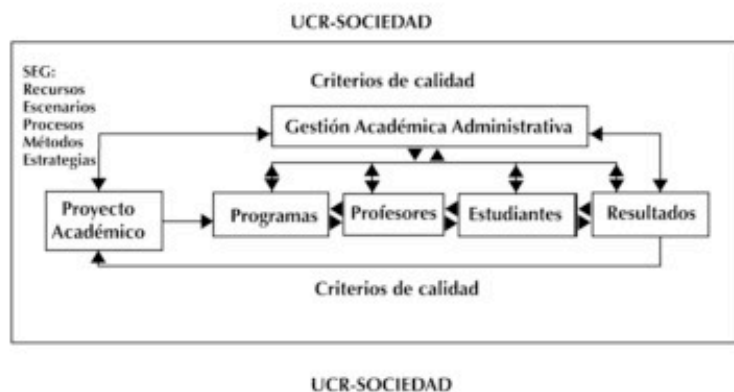 UCR-SOCIEDAD
SEG:
Recursos
Escenarios
Procesos
Métodos
Estrategias
Criterios de calidad
Gestión Académica Administrativa
Proyecto
Académico
Programas
Profesores
Estudiantes
Resultados
Criterios de calidad
UCR-SOCIEDAD